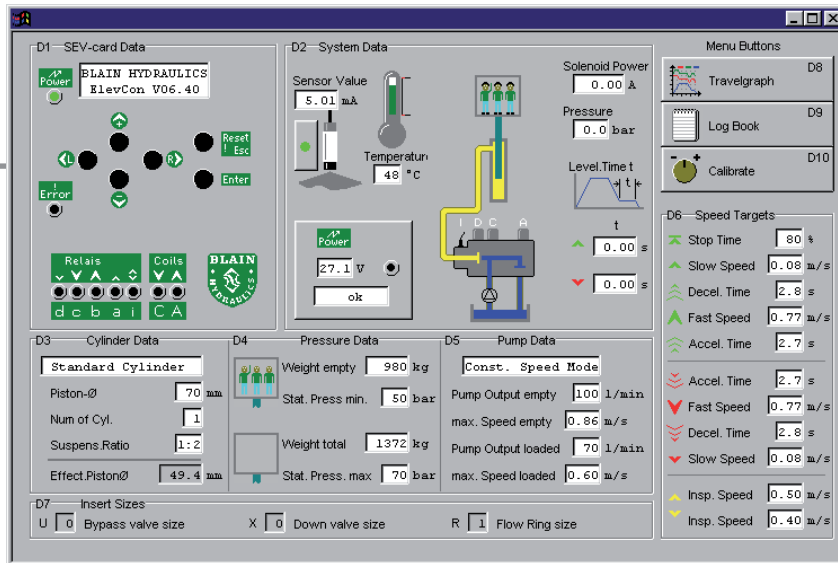 D1 SEV-card Data
Power
BLAIN HYDRAULICS
ElevCon V06.40
L
R
Reset
! Esc
Enter
!
Error
Relais
Coils
d c b a i
C A
BLAIN
HYDRAULICS
D2 System Data
Sensor Value
5.01 mA
Temperatur
48 °C
Power
27.1 V
ok
I D C A
Solenoid Power
0.00 A
Pressure
0.0 bar
Level.Time t
t
t
0.00 s
0.00 s
Menu Buttons
Travelgraph D8
Log Book D9
Calibrate D10
D6 Speed Targets
Stop Time 80 %
Slow Speed 0.08 m/s
Decel. Time 2.8 s
Fast Speed 0.77 m/s
Accel. Time 2.7 s
Accel. Time 2.7 s
Fast Speed 0.77 m/s
Decel. Time 2.8 s
Slow Speed 0.08 m/s
Insp. Speed 0.50 m/s
Insp. Speed 0.40 m/s
D3 Cylinder Data
Standard Cylinder
Piston-Ø 70 mm
Num of Cyl. 1
Suspens.Ratio 1:2
Effect.PistonØ 49.4 mm
D4 Pressure Data
Weight empty 980 kg
Stat. Press min. 50 bar
Weight total 1372 kg
Stat. Press. max 70 bar
D5 Pump Data
Const. Speed Mode
Pump Output empty 100 l/min
max. Speed empty 0.86 m/s
Pump Output loaded 70 l/min
max. Speed loaded 0.60 m/s
D7 Insert Sizes
U 0 Bypass valve size X 0 Down valve size R 1 Flow Ring size